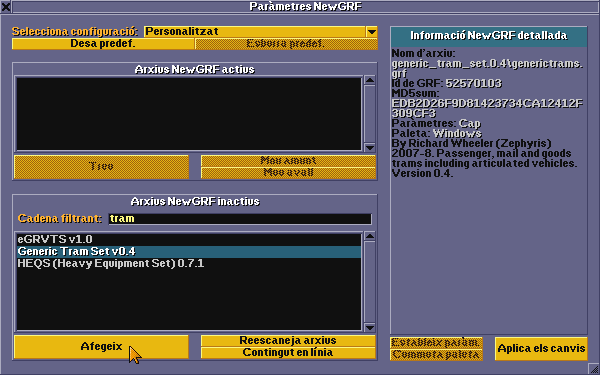 Paràmetres NewGRF
Selecciona configuració: Personalitzat
Desa predef. Esborra predef.
Arxius NewGRF actius
Treu
Mou amunt
Mou avall
Arxius NewGRF inactius
Cadena filtrant: tram
eGRVTS v1.0
Generic Tram Set v0.4
HEQS (Heavy Equipment Set) 0.7.1
Afegeix
Reescaneja arxius
Contingut en línia
Informació NewGRF detallada
Nom d'arxiu:
generic_tram_set.0.4\generictrams.
grf
Id de GRF: 52570103
MD5sum:
EDB2D26F9D81423734CA12412F
309CF3
Paràmetres: Cap
Paleta: Windows
By Richard Wheeler (Zephyris)
2007-8. Passenger, mail and goods
trams including articulated vehicles.
Version 0.4.
Estableix paràm.
Commuta paleta
Aplica els canvis